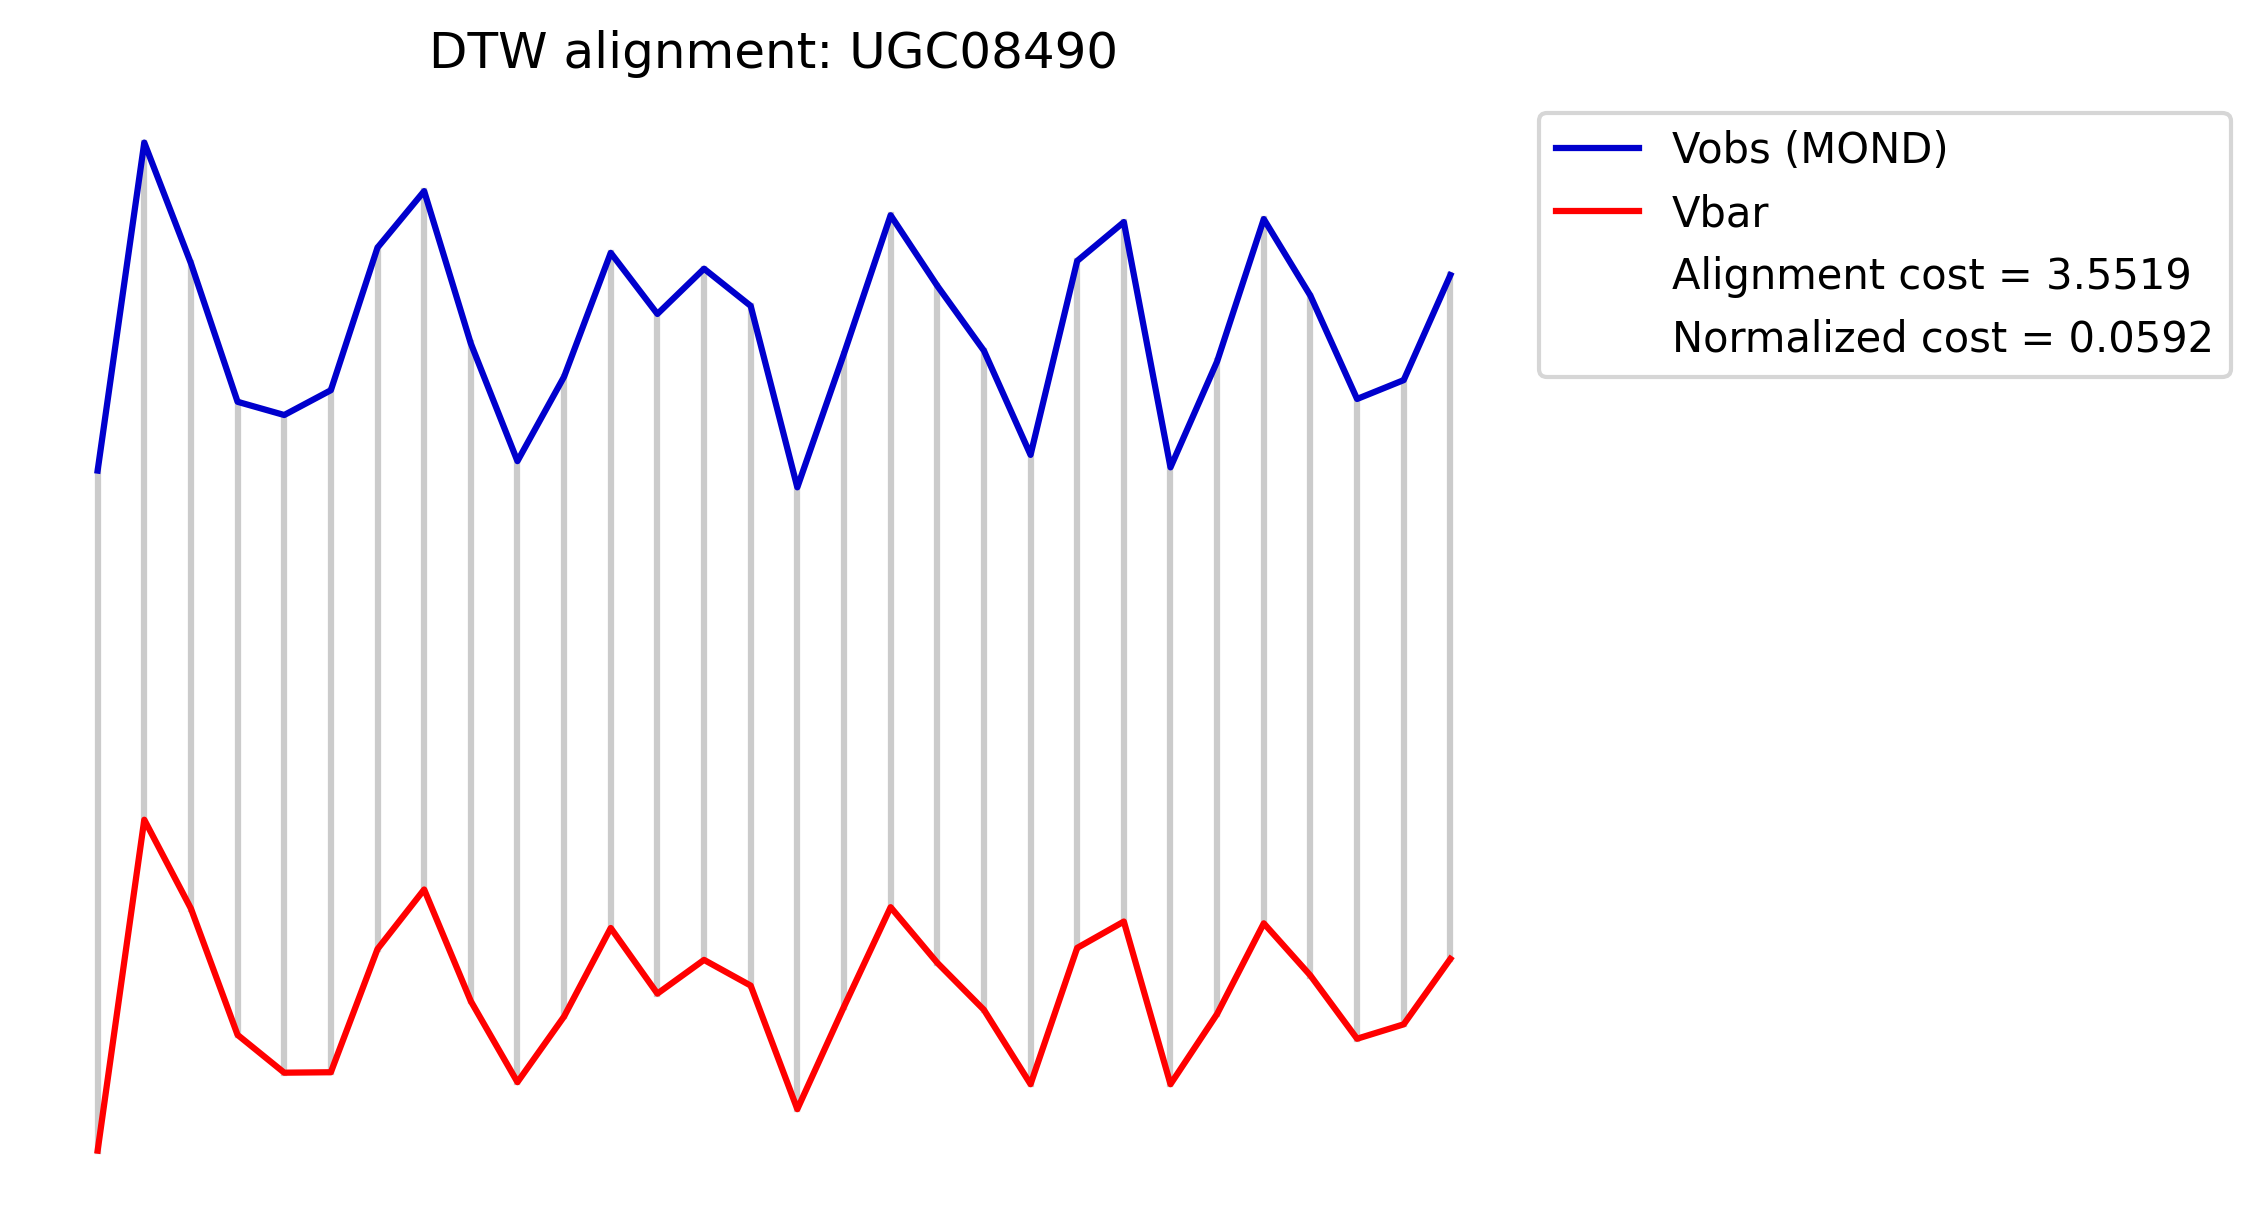 DTW alignment: UGC08490
Vobs (MOND)
Vbar
Alignment cost = 3.5519
Normalized cost = 0.0592